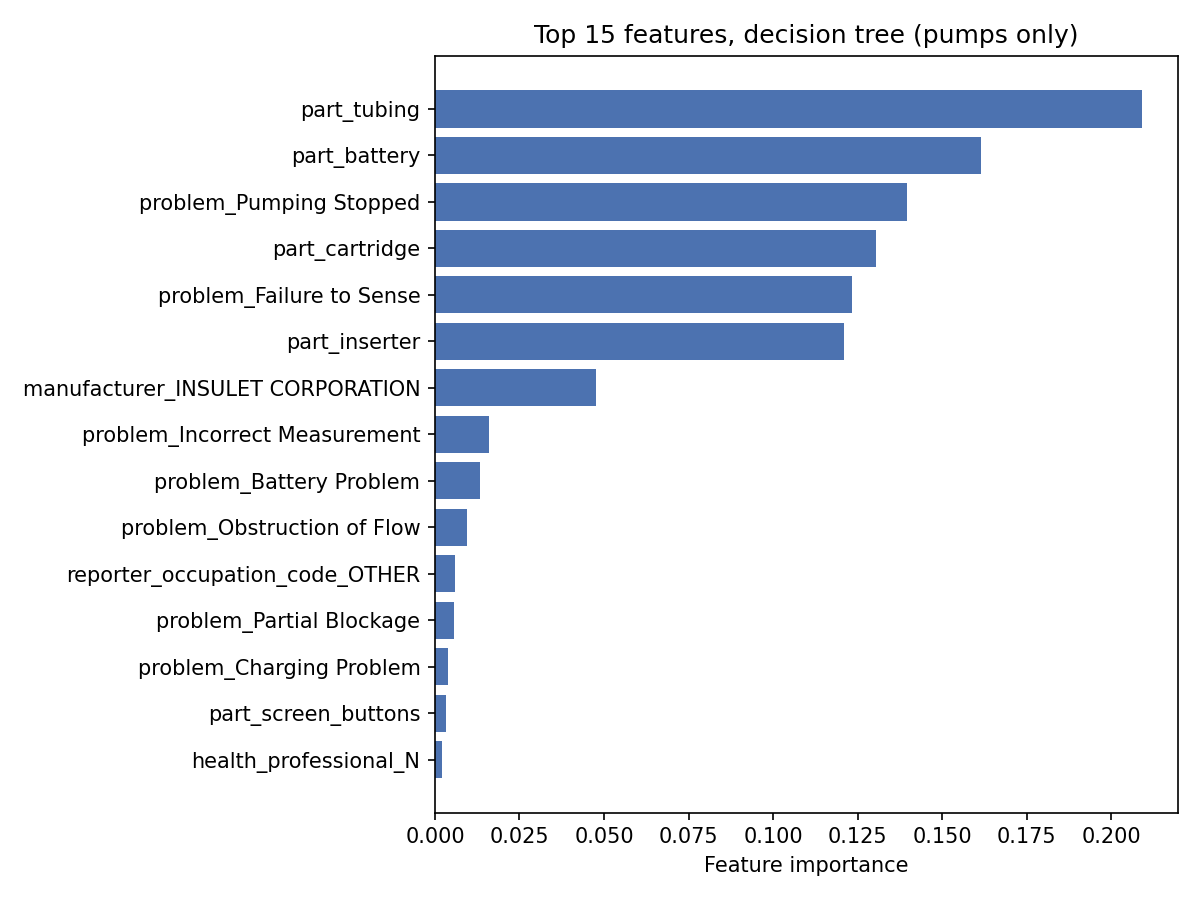 Top 15 features, decision tree (pumps only)
part_tubing
part_battery
problem_Pumping Stopped
part_cartridge
problem_Failure to Sense
part_inserter
manufacturer_INSULET CORPORATION
problem_Incorrect Measurement
problem_Battery Problem
problem_Obstruction of Flow
reporter_occupation_code_OTHER
problem_Partial Blockage
problem_Charging Problem
part_screen_buttons
health_professional_N
0.000 0.025 0.050 0.075 0.100 0.125 0.150 0.175 0.200
Feature importance